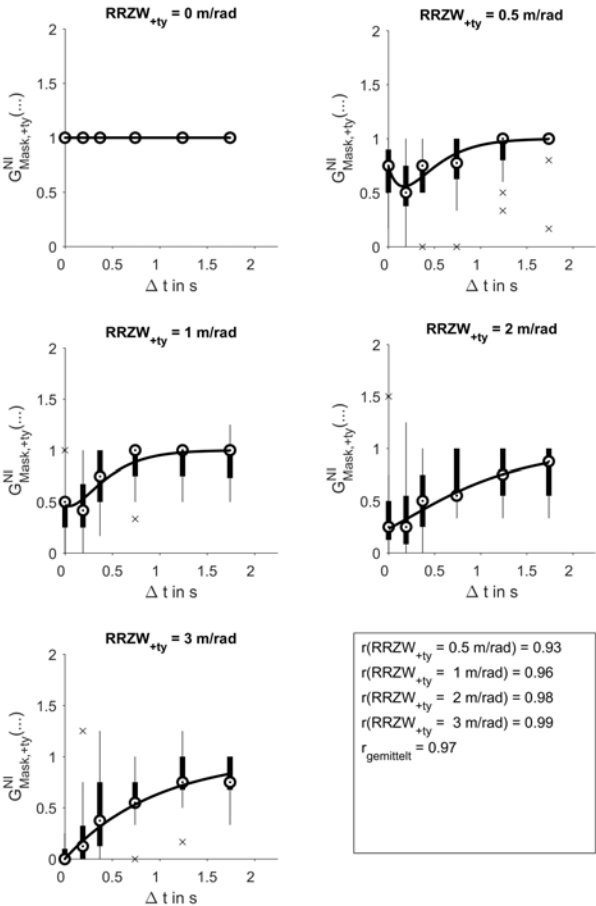 RRZW+ty = 0 m/rad
2
1.5
1
0.5
0
G^NI_Mask,+ty(...)
0 0.5 1 1.5 2
Δ t in s
RRZW+ty = 0.5 m/rad
2
1.5
1
0.5
0
G^NI_Mask,+ty(...)
0 0.5 1 1.5 2
Δ t in s
RRZW+ty = 1 m/rad
2
1.5
1
0.5
0
G^NI_Mask,+ty(...)
0 0.5 1 1.5 2
Δ t in s
RRZW+ty = 2 m/rad
2
1.5
1
0.5
0
G^NI_Mask,+ty(...)
0 0.5 1 1.5 2
Δ t in s
RRZW+ty = 3 m/rad
2
1.5
1
0.5
0
G^NI_Mask,+ty(...)
0 0.5 1 1.5 2
Δ t in s
r(RRZW+ty = 0.5 m/rad) = 0.93
r(RRZW+ty = 1 m/rad) = 0.96
r(RRZW+ty = 2 m/rad) = 0.98
r(RRZW+ty = 3 m/rad) = 0.99
rgemittelt = 0.97